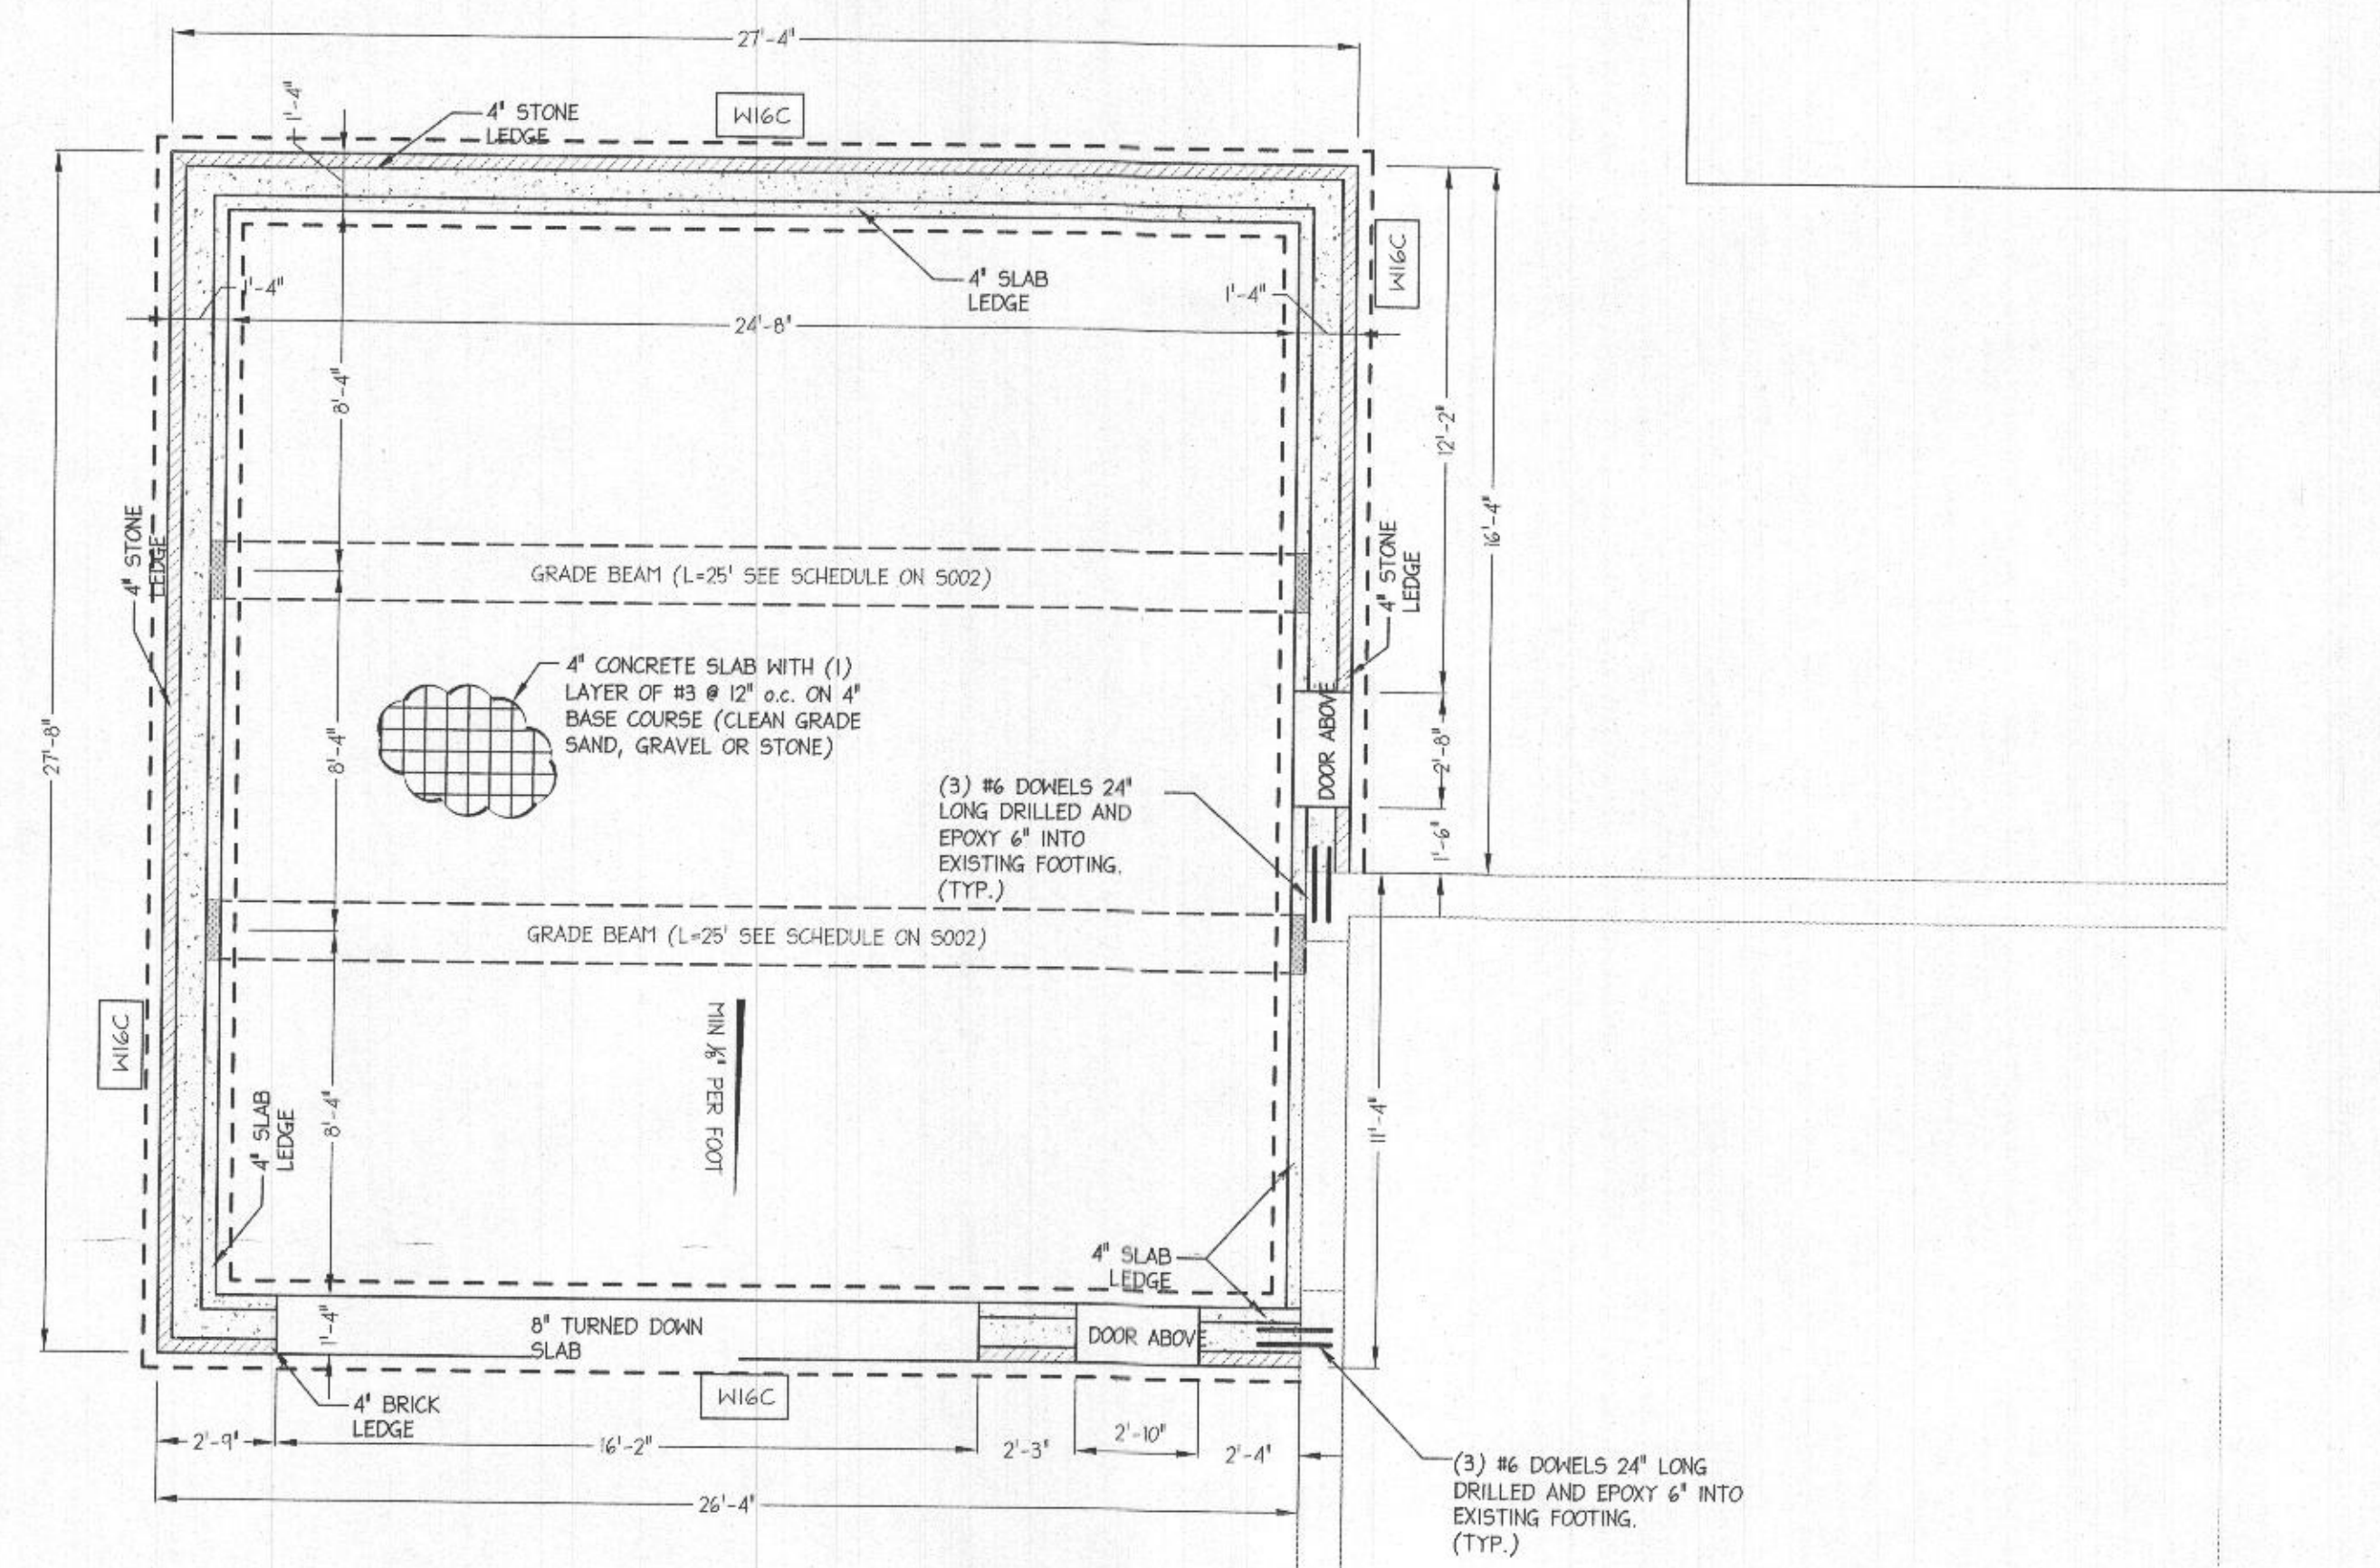 27'-4"
1'-4"
4" STONE
LEDGE
W16C
W16C
4" SLAB
LEDGE
1'-4"
1'-4"
24'-8"
8'-4"
12'-2"
16'-4"
4" STONE
LEDGE
4" STONE
LEDGE
GRADE BEAM (L=25' SEE SCHEDULE ON S002)
4" CONCRETE SLAB WITH (1)
LAYER OF #3 @ 12" o.c. ON 4"
BASE COURSE (CLEAN GRADE
SAND, GRAVEL OR STONE)
27'-8"
8'-4"
DOOR ABOVE
2'-8"
(3) #6 DOWELS 24"
LONG DRILLED AND
EPOXY 6" INTO
EXISTING FOOTING.
(TYP.)
1'-6"
GRADE BEAM (L=25' SEE SCHEDULE ON S002)
W16C
MIN ⅛" PER FOOT
8'-4"
4" SLAB
LEDGE
11'-4"
4" SLAB
LEDGE
1'-4"
8" TURNED DOWN
SLAB
DOOR ABOVE
W16C
4" BRICK
LEDGE
2'-9"
16'-2"
2'-3"
2'-10"
2'-4"
26'-4"
(3) #6 DOWELS 24" LONG
DRILLED AND EPOXY 6" INTO
EXISTING FOOTING.
(TYP.)